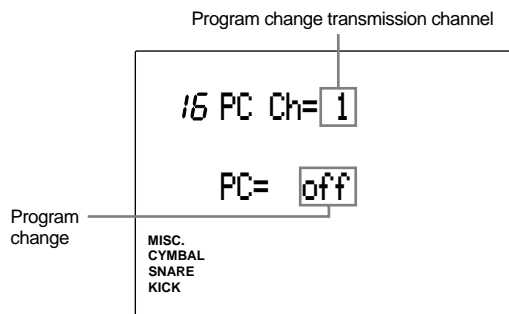 Program change transmission channel
16 PC Ch= 1
PC= off
Program
change
MISC.
CYMBAL
SNARE
KICK